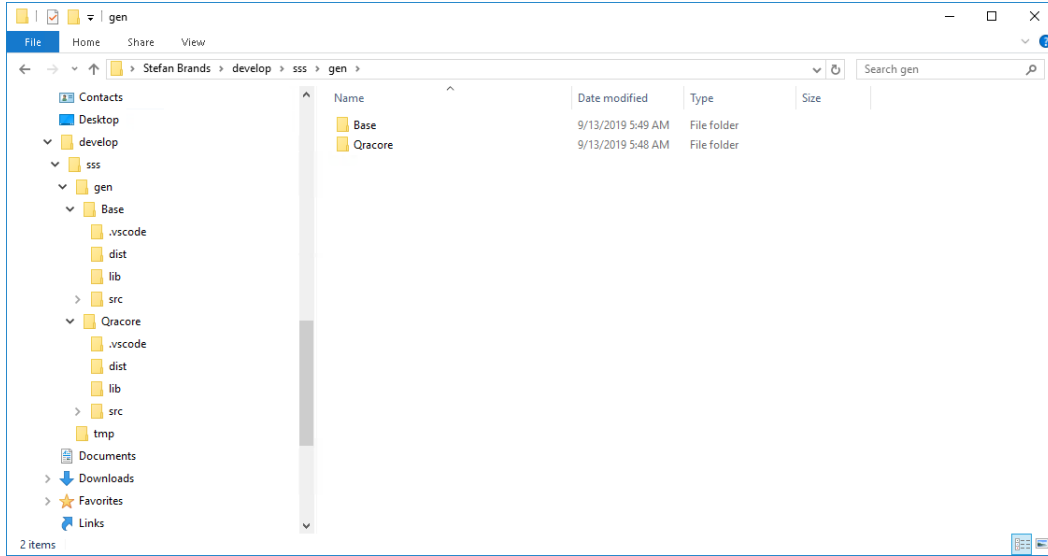 gen
File Home Share View
Stefan Brands develop sss gen Search gen
Contacts
Desktop
develop
sss
gen
Base
.vscode
dist
lib
src
Qracore
.vscode
dist
lib
src
tmp
Documents
Downloads
Favorites
Links
Name Date modified Type Size
Base 9/13/2019 5:49 AM File folder
Qracore 9/13/2019 5:48 AM File folder
2 items